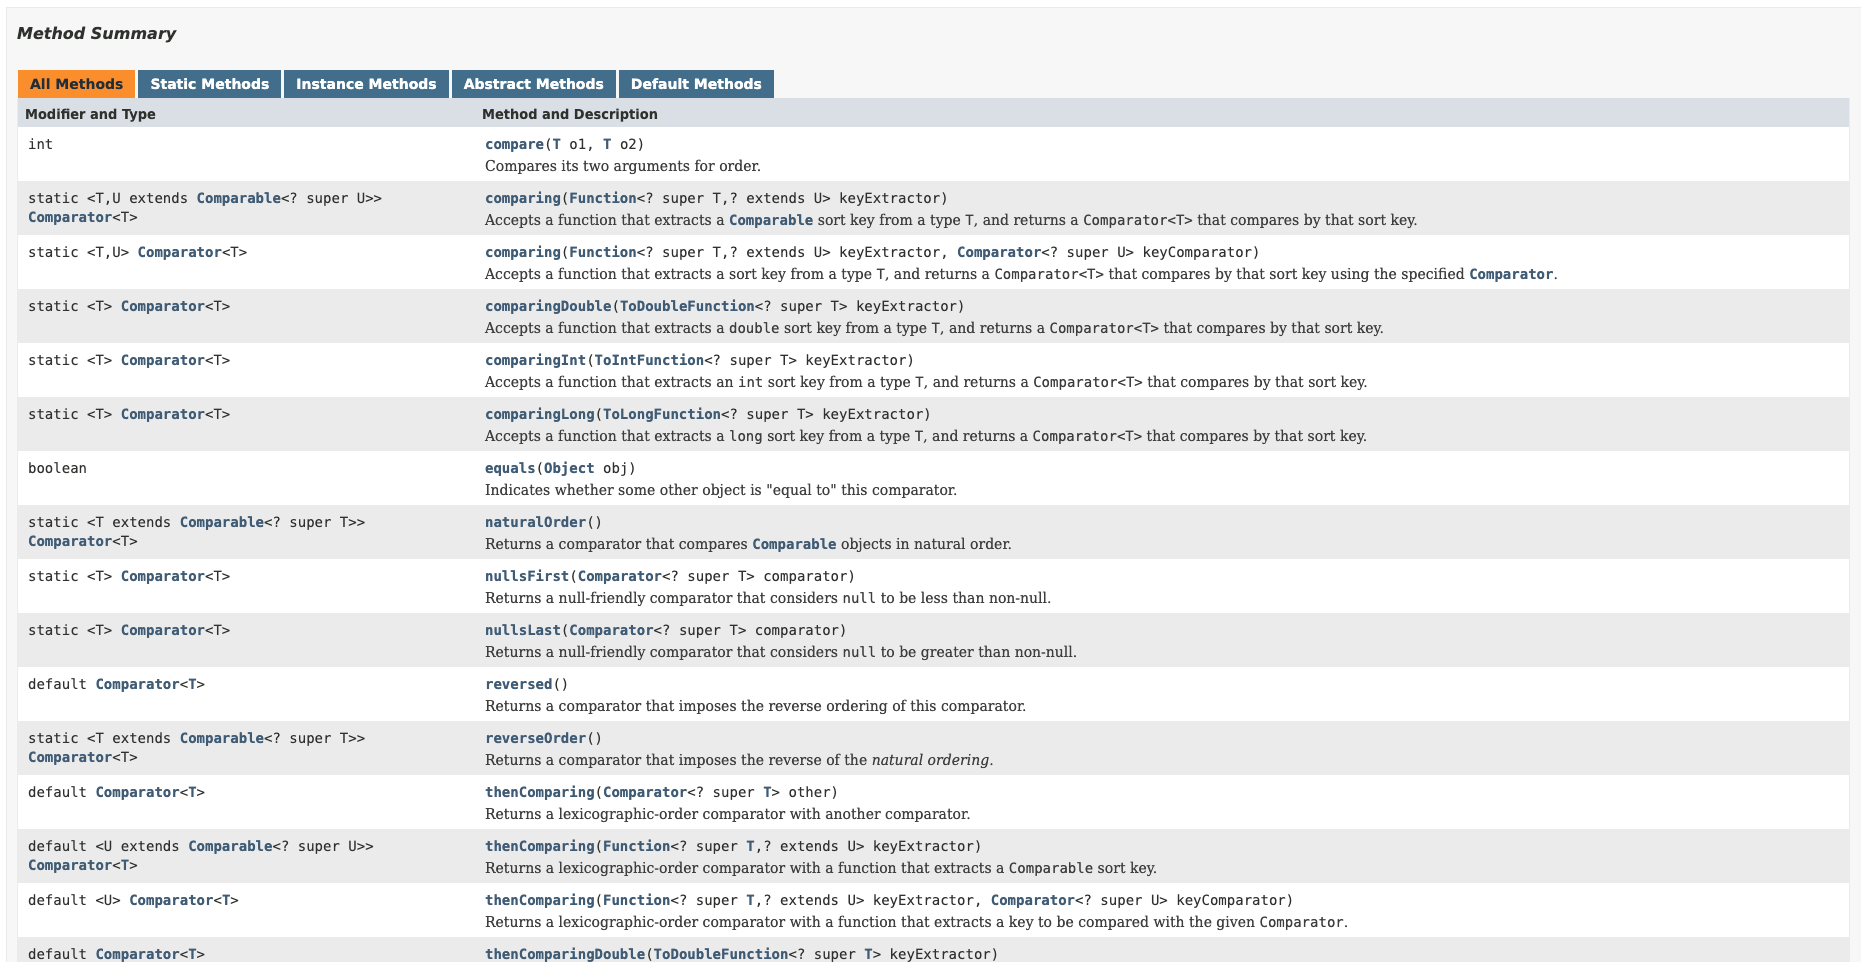 Method Summary
All Methods Static Methods Instance Methods Abstract Methods Default Methods
Modifier and Type Method and Description
int compare(T o1, T o2)
Compares its two arguments for order.
static <T,U extends Comparable<? super U>> comparing(Function<? super T,? extends U> keyExtractor)
Comparator<T> Accepts a function that extracts a Comparable sort key from a type T, and returns a Comparator<T> that compares by that sort key.
static <T,U> Comparator<T> comparing(Function<? super T,? extends U> keyExtractor, Comparator<? super U> keyComparator)
Accepts a function that extracts a sort key from a type T, and returns a Comparator<T> that compares by that sort key using the specified Comparator.
static <T> Comparator<T> comparingDouble(ToDoubleFunction<? super T> keyExtractor)
Accepts a function that extracts a double sort key from a type T, and returns a Comparator<T> that compares by that sort key.
static <T> Comparator<T> comparingInt(ToIntFunction<? super T> keyExtractor)
Accepts a function that extracts an int sort key from a type T, and returns a Comparator<T> that compares by that sort key.
static <T> Comparator<T> comparingLong(ToLongFunction<? super T> keyExtractor)
Accepts a function that extracts a long sort key from a type T, and returns a Comparator<T> that compares by that sort key.
boolean equals(Object obj)
Indicates whether some other object is "equal to" this comparator.
static <T extends Comparable<? super T>> naturalOrder()
Comparator<T> Returns a comparator that compares Comparable objects in natural order.
static <T> Comparator<T> nullsFirst(Comparator<? super T> comparator)
Returns a null-friendly comparator that considers null to be less than non-null.
static <T> Comparator<T> nullsLast(Comparator<? super T> comparator)
Returns a null-friendly comparator that considers null to be greater than non-null.
default Comparator<T> reversed()
Returns a comparator that imposes the reverse ordering of this comparator.
static <T extends Comparable<? super T>> reverseOrder()
Comparator<T> Returns a comparator that imposes the reverse of the natural ordering.
default Comparator<T> thenComparing(Comparator<? super T> other)
Returns a lexicographic-order comparator with another comparator.
default <U extends Comparable<? super U>> thenComparing(Function<? super T,? extends U> keyExtractor)
Comparator<T> Returns a lexicographic-order comparator with a function that extracts a Comparable sort key.
default <U> Comparator<T> thenComparing(Function<? super T,? extends U> keyExtractor, Comparator<? super U> keyComparator)
Returns a lexicographic-order comparator with a function that extracts a key to be compared with the given Comparator.
default Comparator<T> thenComparingDouble(ToDoubleFunction<? super T> keyExtractor)